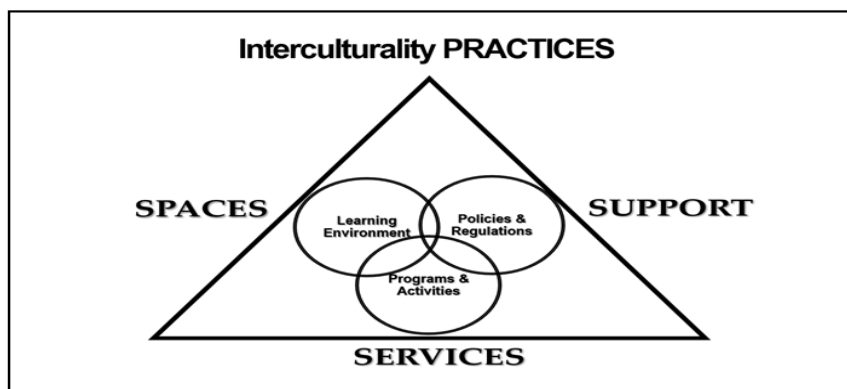 Interculturality PRACTICES
SPACES
SUPPORT
Learning
Environment
Policies &
Regulations
Programs &
Activities
SERVICES